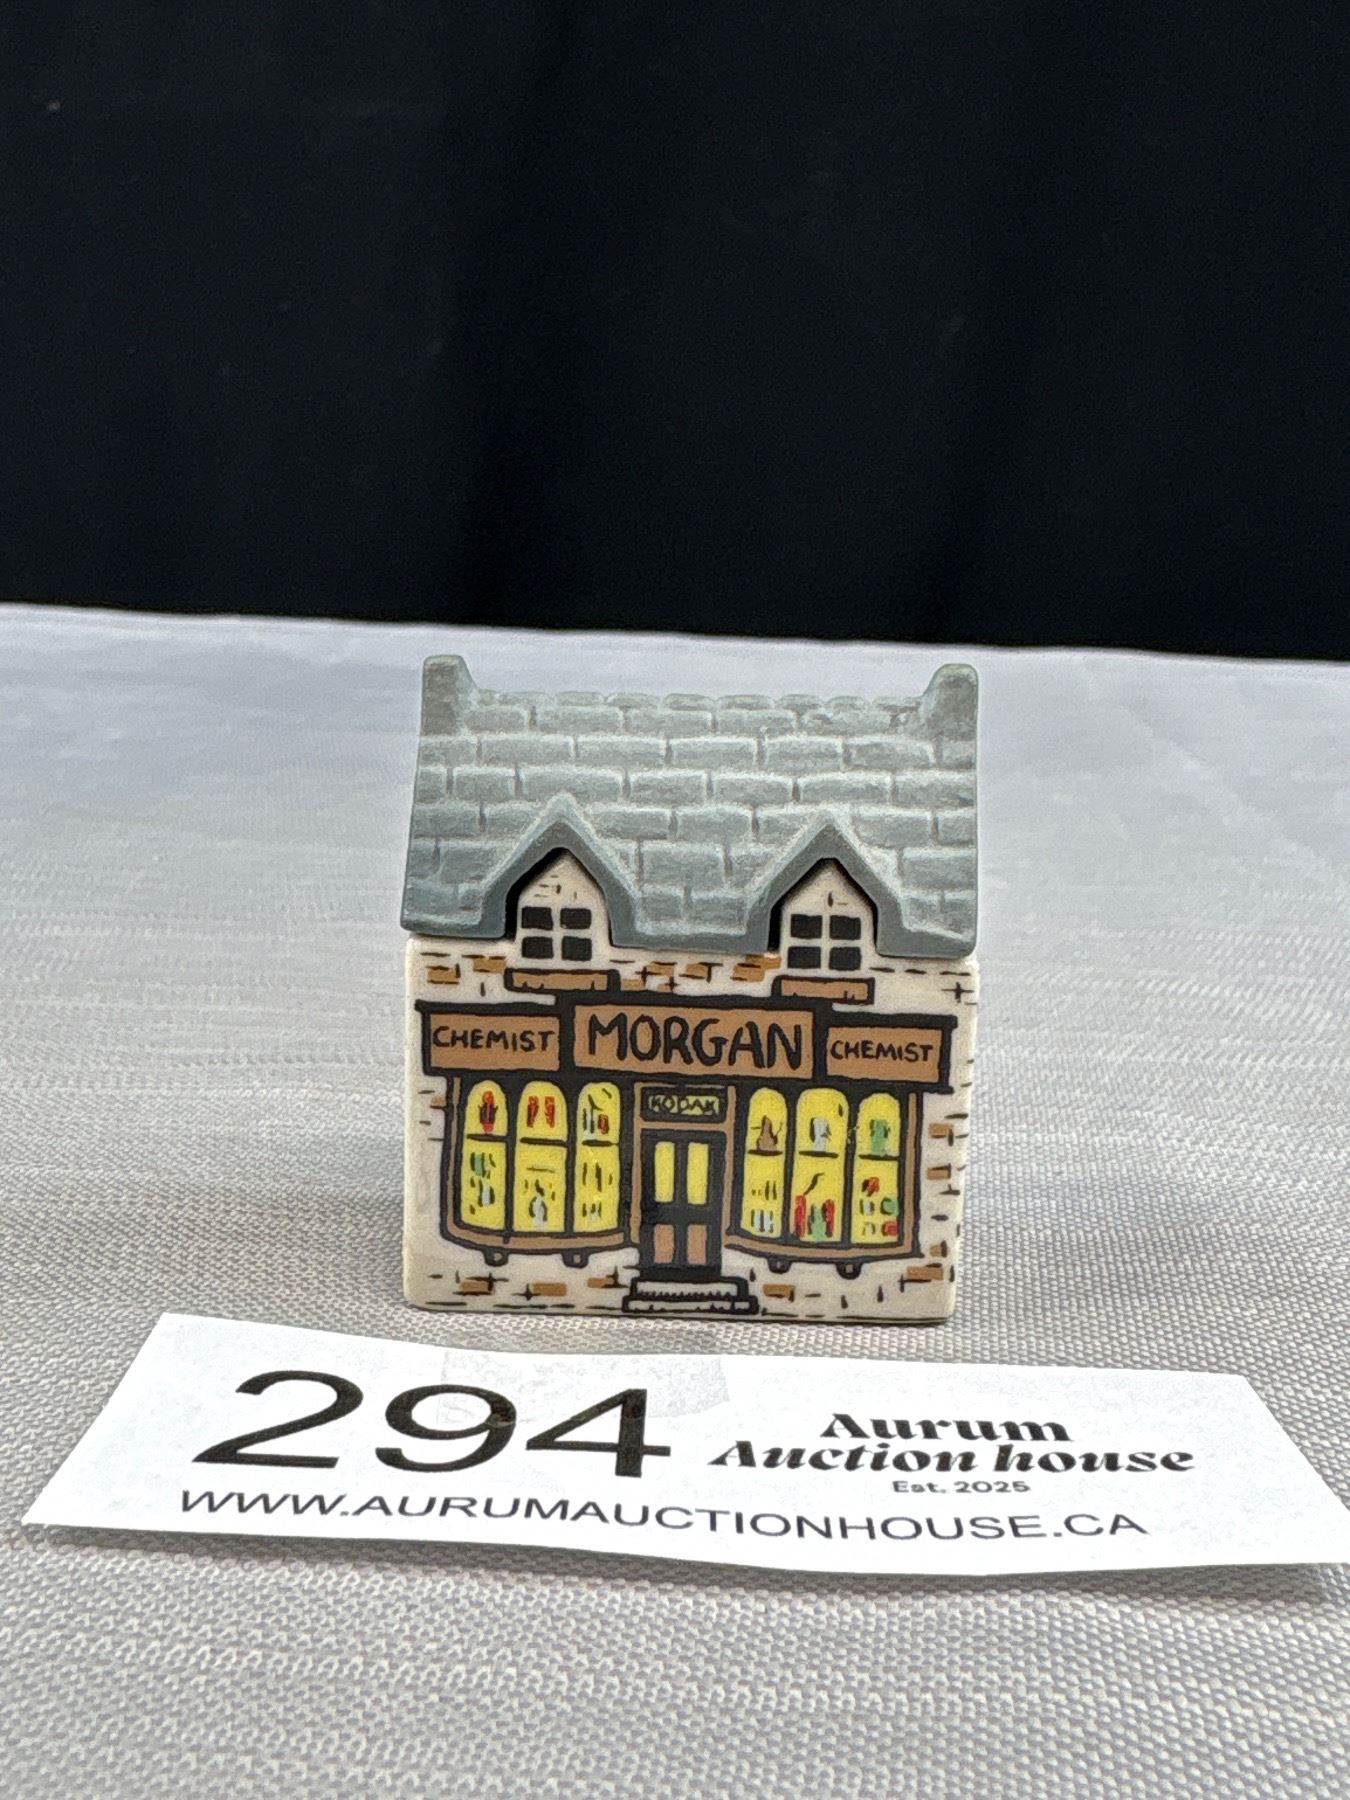 CHEMIST MORGAN CHEMIST
KODAK
294
Aurum
Auction house
Est. 2025
WWW.AURUMAUCTIONHOUSE.CA